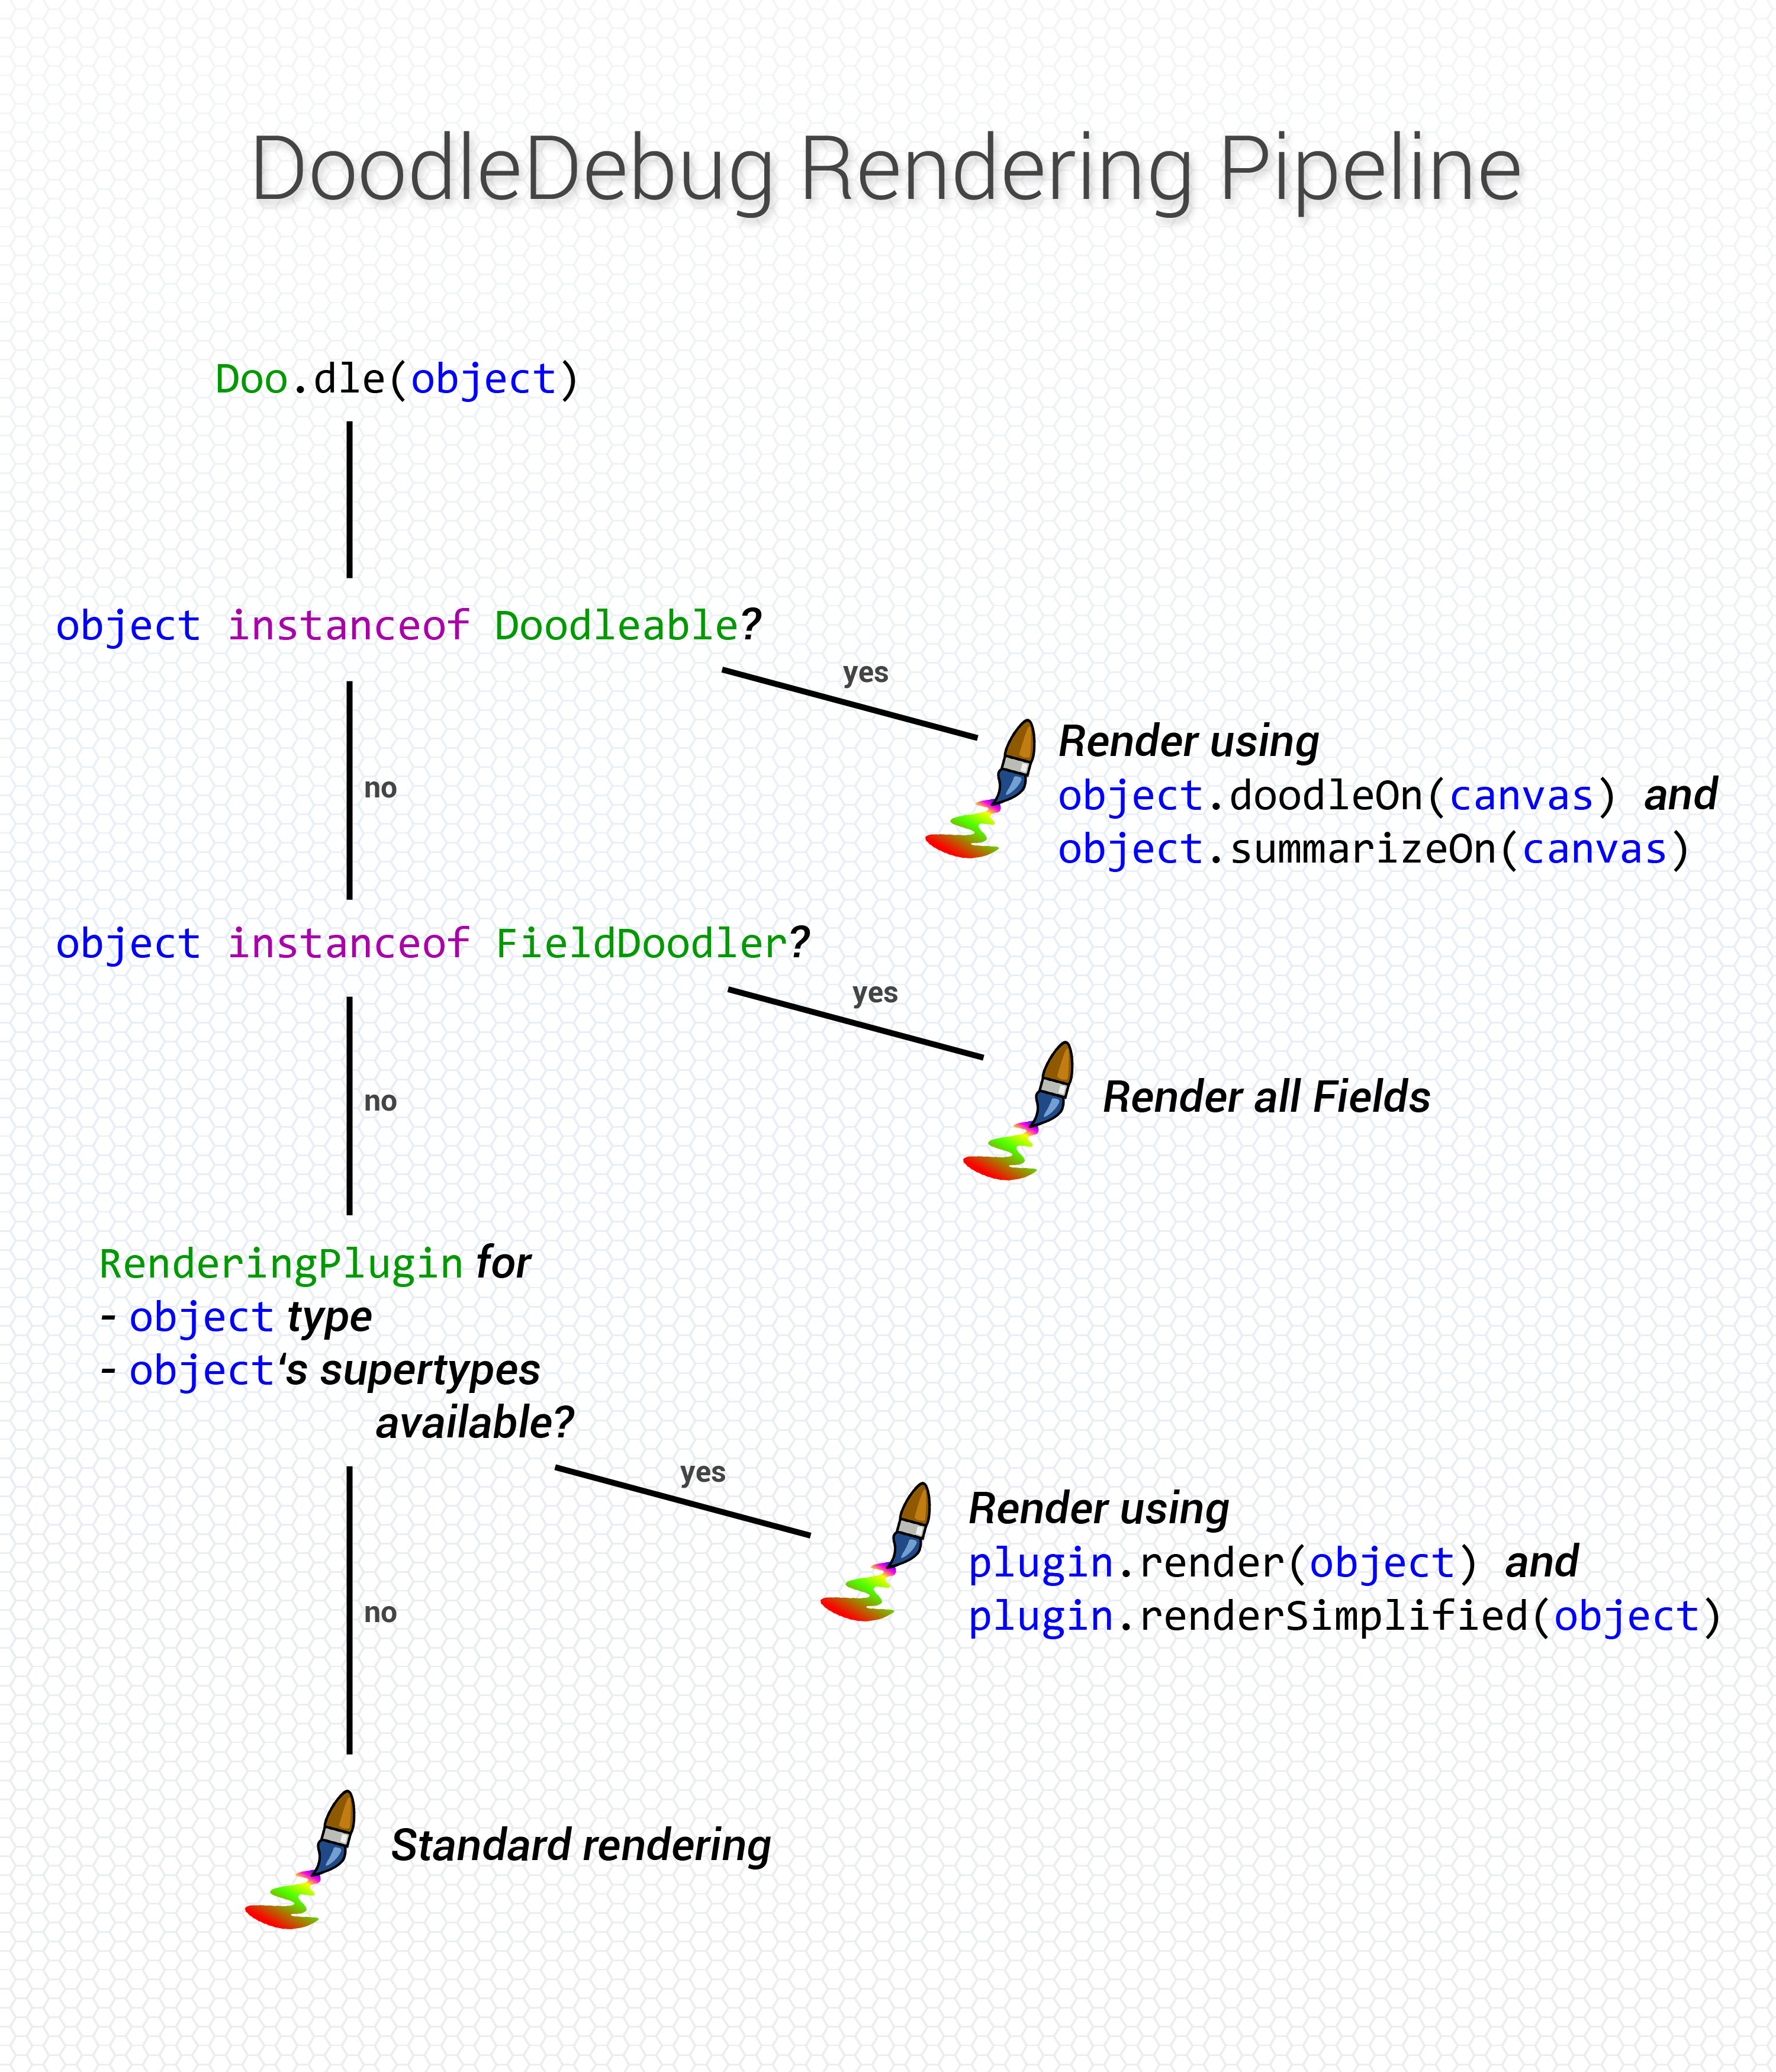 DoodleDebug Rendering Pipeline
Doo.dle(object)
object instanceof Doodleable?
yes
Render using
no
object.doodleOn(canvas) and
object.summarizeOn(canvas)
object instanceof FieldDoodler?
yes
no
Render all Fields
RenderingPlugin for
- object type
- object‘s supertypes
available?
yes
Render using
plugin.render(object) and
no
plugin.renderSimplified(object)
Standard rendering